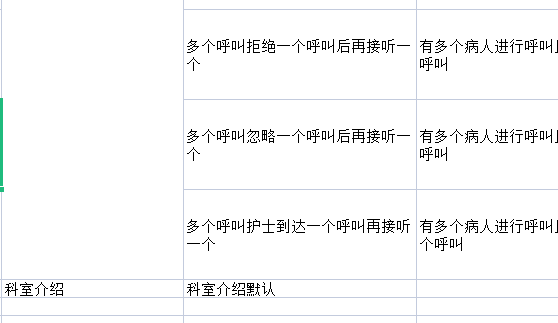 多个呼叫拒绝一个呼叫后再接听一
个
有多个病人进行呼叫
呼叫
多个呼叫忽略一个呼叫后再接听一
个
有多个病人进行呼叫
呼叫
多个呼叫护士到达一个呼叫再接听
一个
有多个病人进行呼叫
个呼叫
科室介绍
科室介绍默认